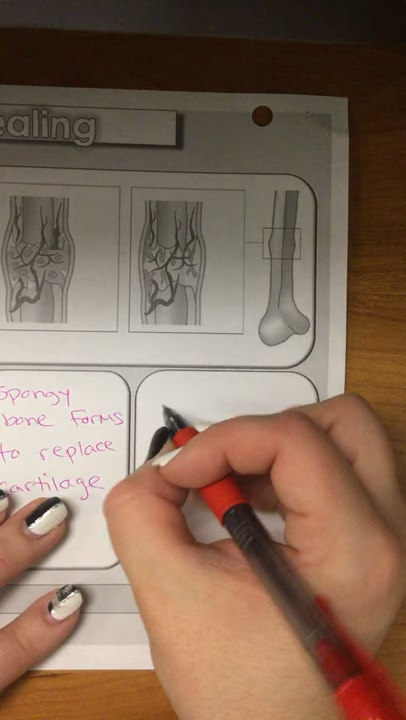 ealing
Spongy
bone forms
to replace
cartilage